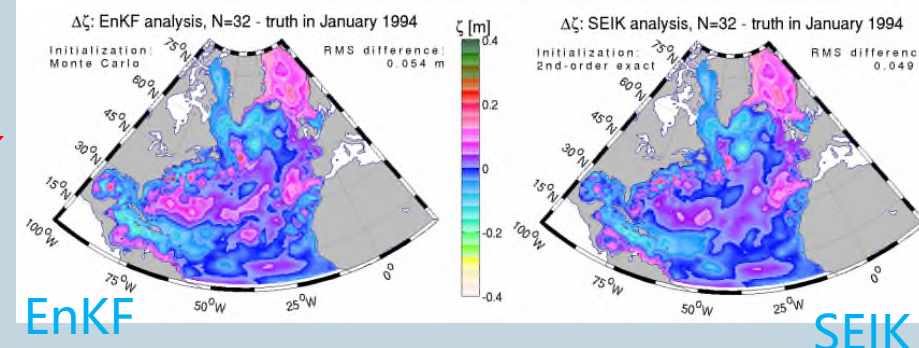 Δζ: EnKF analysis, N=32 - truth in January 1994
Initialization:
Monte Carlo
RMS difference:
0.054 m
75°N
60°N
45°N
30°N
15°N
100°W
75°W
50°W
25°W
0°
EnKF
ζ [m]
0.4
0.2
0
-0.2
-0.4
Δζ: SEIK analysis, N=32 - truth in January 1994
Initialization:
2nd-order exact
RMS differenc
0.049
75°N
60°N
45°N
30°N
15°N
100°W
75°W
50°W
25°W
0°
SEIK